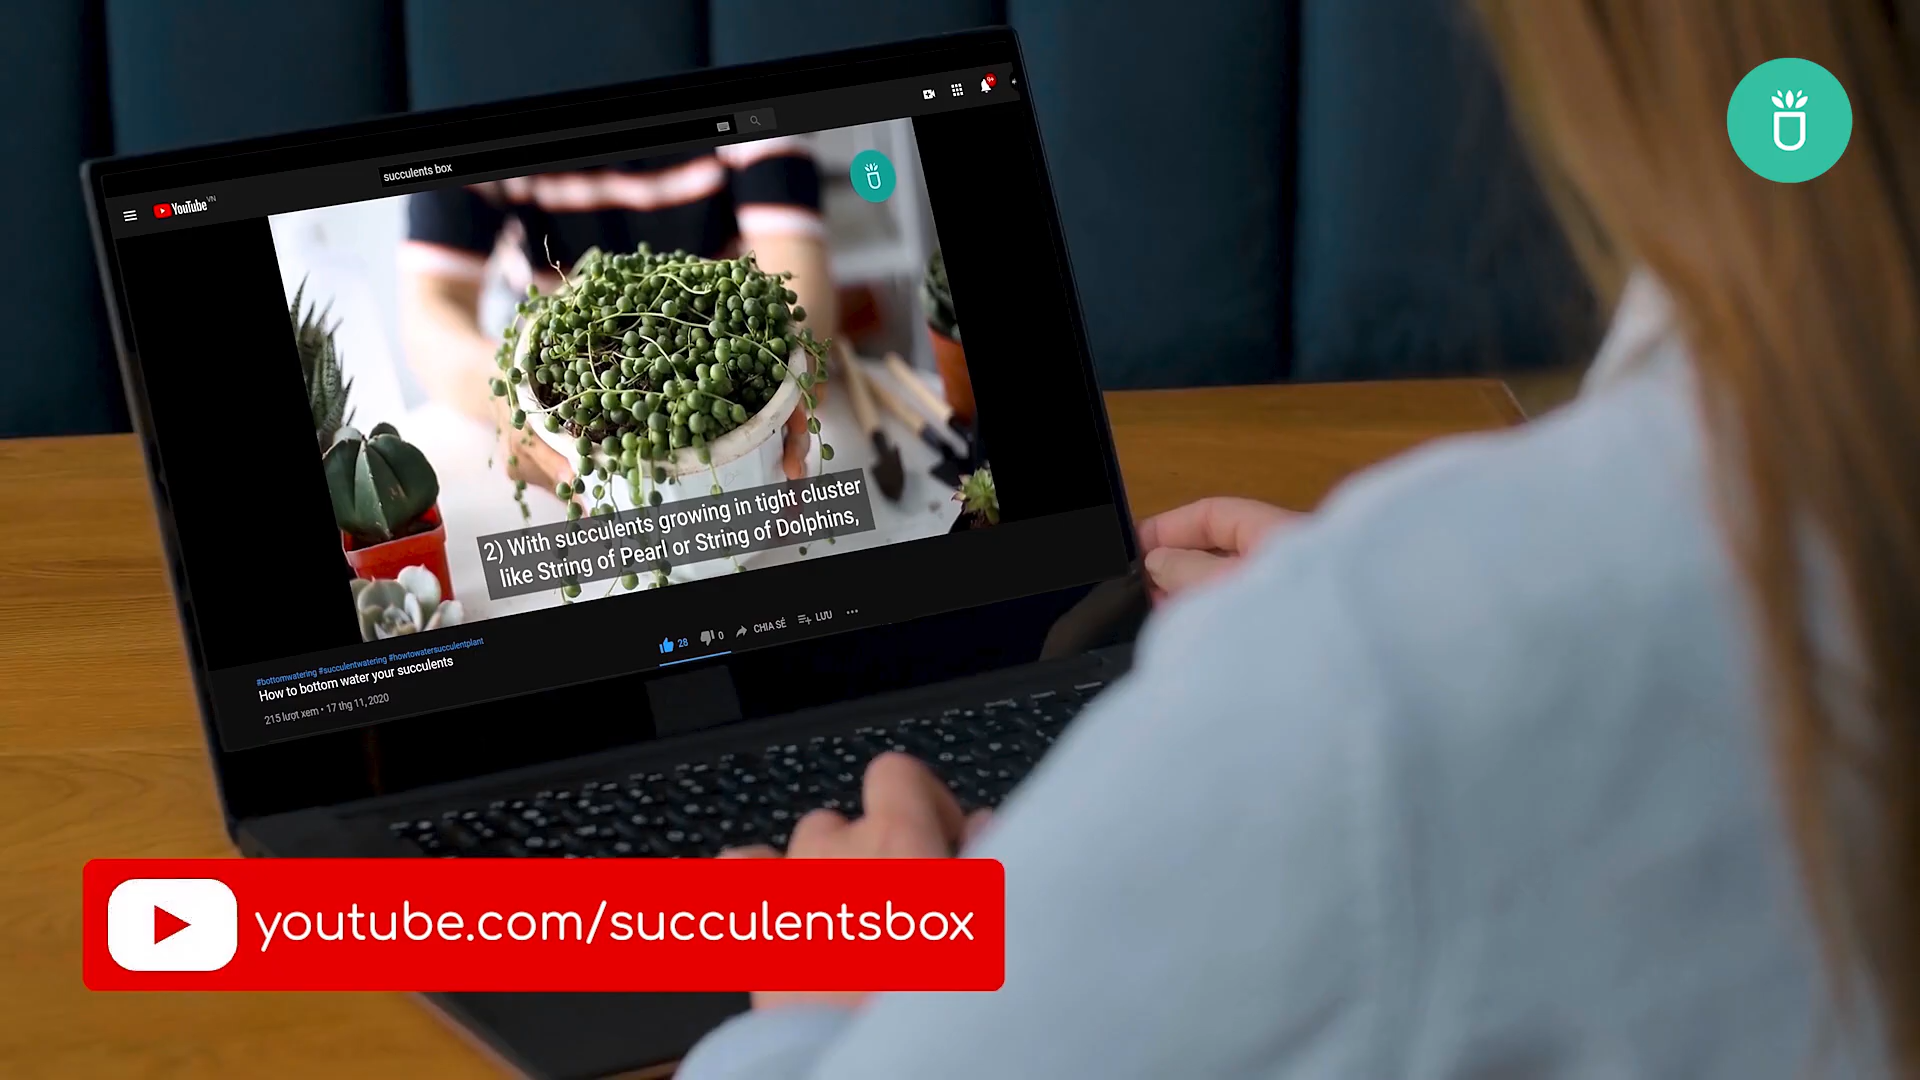 YouTube VN
succulents box
9+
2) With succulents growing in tight cluster
like String of Pearl or String of Dolphins,
#bottomwatering #succulentwatering #howtowatersucculentplant
How to bottom water your succulents
215 lượt xem • 17 thg 11, 2020
28
0
CHIA SẺ
LƯU
youtube.com/succulentsbox